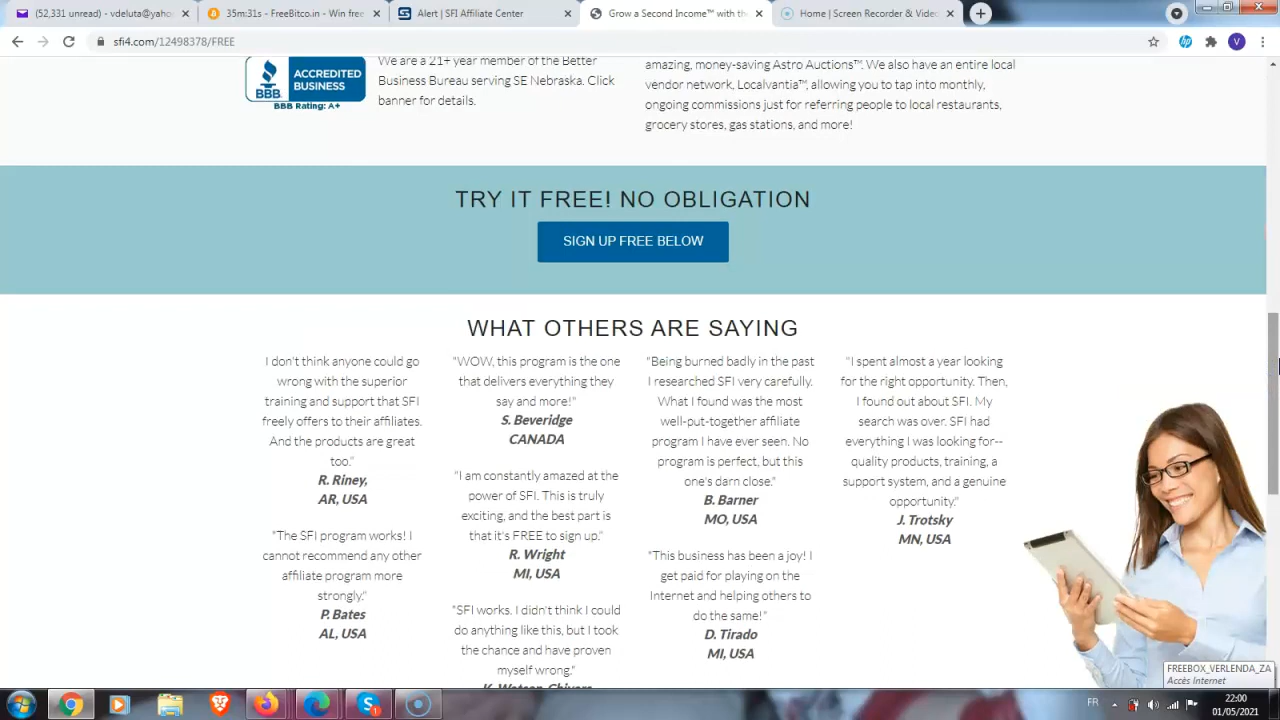 (52,331 unread) - vdeluta@yaho
35m:31s - FreeBitco.in - Win free
Alert | SFI Affiliate Center
Grow a Second Income™ with the
Home | Screen Recorder & Video
sfi4.com/12498378/FREE
ACCREDITED
BUSINESS
BBB
BBB Rating: A+
We are a 21+ year member of the Better
Business Bureau serving SE Nebraska. Click
banner for details.
amazing, money-saving Astro Auctions™. We also have an entire local
vendor network, Localvantia™, allowing you to tap into monthly,
ongoing commissions just for referring people to local restaurants,
grocery stores, gas stations, and more!
TRY IT FREE! NO OBLIGATION
SIGN UP FREE BELOW
WHAT OTHERS ARE SAYING
I don't think anyone could go
wrong with the superior
training and support that SFI
freely offers to their affiliates.
And the products are great
too."
R. Riney,
AR, USA
"The SFI program works! I
cannot recommend any other
affiliate program more
strongly."
P. Bates
AL, USA
"WOW, this program is the one
that delivers everything they
say and more!"
S. Beveridge
CANADA
"I am constantly amazed at the
power of SFI. This is truly
exciting, and the best part is
that it's FREE to sign up."
R. Wright
MI, USA
"SFI works. I didn't think I could
do anything like this, but I took
the chance and have proven
myself wrong."
K. Watson-Chivers
"Being burned badly in the past
I researched SFI very carefully.
What I found was the most
well-put-together affiliate
program I have ever seen. No
program is perfect, but this
one's darn close."
B. Barner
MO, USA
"This business has been a joy! I
get paid for playing on the
Internet and helping others to
do the same!"
D. Tirado
MI, USA
"I spent almost a year looking
for the right opportunity. Then,
I found out about SFI. My
search was over. SFI had
everything I was looking for--
quality products, training, a
support system, and a genuine
opportunity."
J. Trotsky
MN, USA
FREEBOX_VERLENDA_ZA
Accès Internet
FR
22:00
01/05/2021